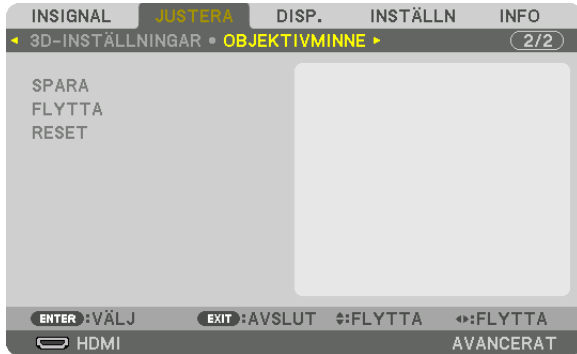 INSIGNAL JUSTERA DISP. INSTÄLLN INFO
◂ 3D-INSTÄLLNINGAR • OBJEKTIVMINNE ▸ 2/2
SPARA
FLYTTA
RESET
ENTER:VÄLJ EXIT:AVSLUT ♦:FLYTTA ◂▸:FLYTTA
HDMI AVANCERAT